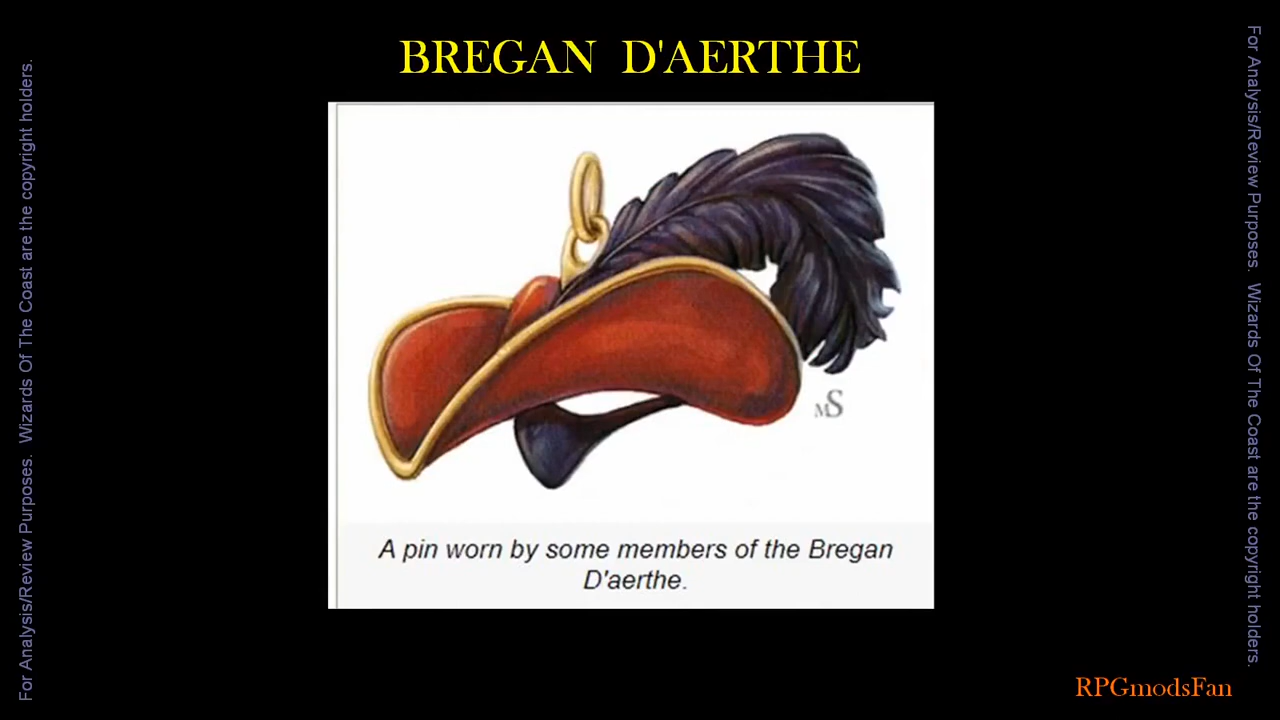 BREGAN D'AERTHE
For Analysis/Review Purposes. Wizards Of The Coast are the copyright holders.
For Analysis/Review Purposes. Wizards Of The Coast are the copyright holders.
MS
A pin worn by some members of the Bregan
D'aerthe.
RPGmodsFan